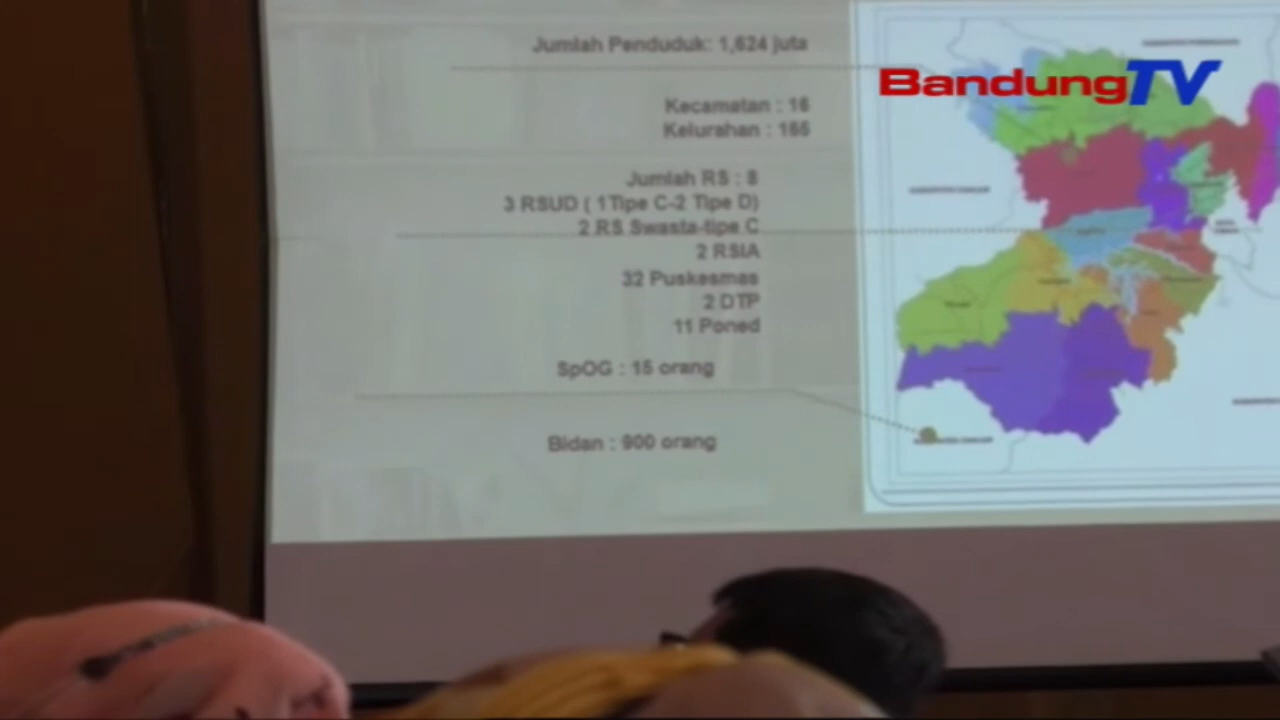 Jumlah Penduduk: 1,624 juta
BandungTV
Kecamatan : 16
Kelurahan : 165
Jumlah RS : 8
3 RSUD ( 1Tipe C-2 Tipe D)
2 RS Swasta-tipe C
2 RSIA
32 Puskesmas
2 DTP
11 Poned
SpOG : 15 orang
Bidan : 900 orang